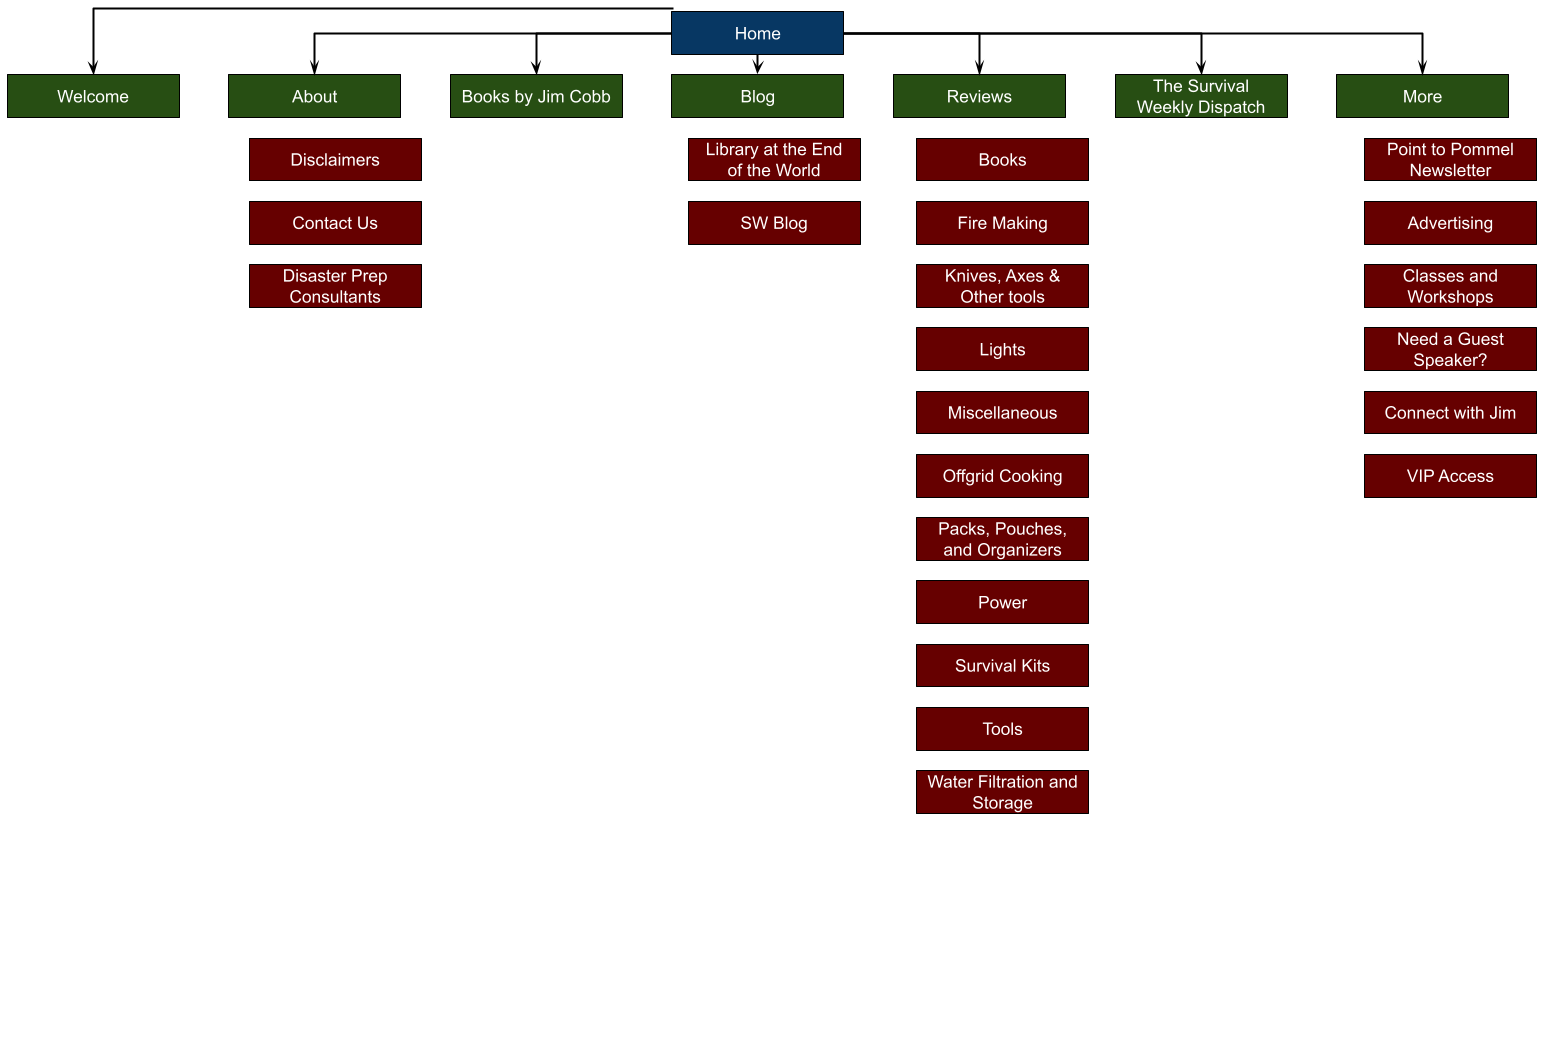 Home
Welcome
About
Books by Jim Cobb
Blog
Reviews
The Survival
Weekly Dispatch
More
Disclaimers
Contact Us
Disaster Prep
Consultants
Library at the End
of the World
SW Blog
Books
Fire Making
Knives, Axes &
Other tools
Lights
Miscellaneous
Offgrid Cooking
Packs, Pouches,
and Organizers
Power
Survival Kits
Tools
Water Filtration and
Storage
Point to Pommel
Newsletter
Advertising
Classes and
Workshops
Need a Guest
Speaker?
Connect with Jim
VIP Access